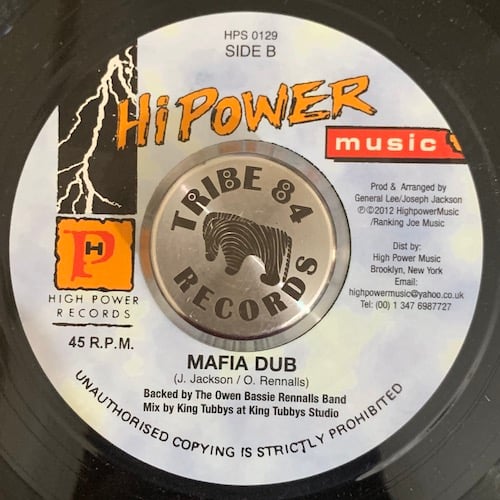 HPS 0129
SIDE B
Hi POWER
music
TRIBE 84
RECORDS
Prod & Arranged by
General Lee/Joseph Jackson
℗©2012 HighpowerMusic
/Ranking Joe Music
Dist by:
High Power Music
Brooklyn, New York
Email:
highpowermusic@yahoo.co.uk
Tel: (00) 1 347 6987727
HP
HIGH POWER
RECORDS
45 R.P.M.
MAFIA DUB
(J. Jackson / O. Rennalls)
Backed by The Owen Bassie Rennalls Band
Mix by King Tubbys at King Tubbys Studio
UNAUTHORISED COPYING IS STRICTLY PROHIBITED